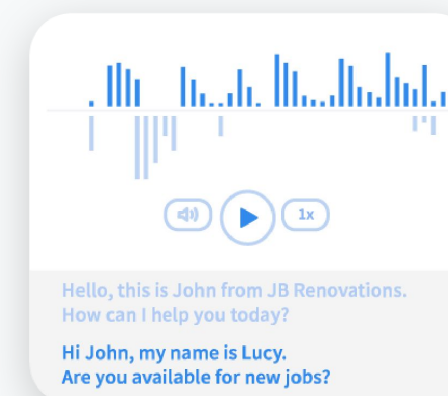 1x
Hello, this is John from JB Renovations.
How can I help you today?
Hi John, my name is Lucy.
Are you available for new jobs?